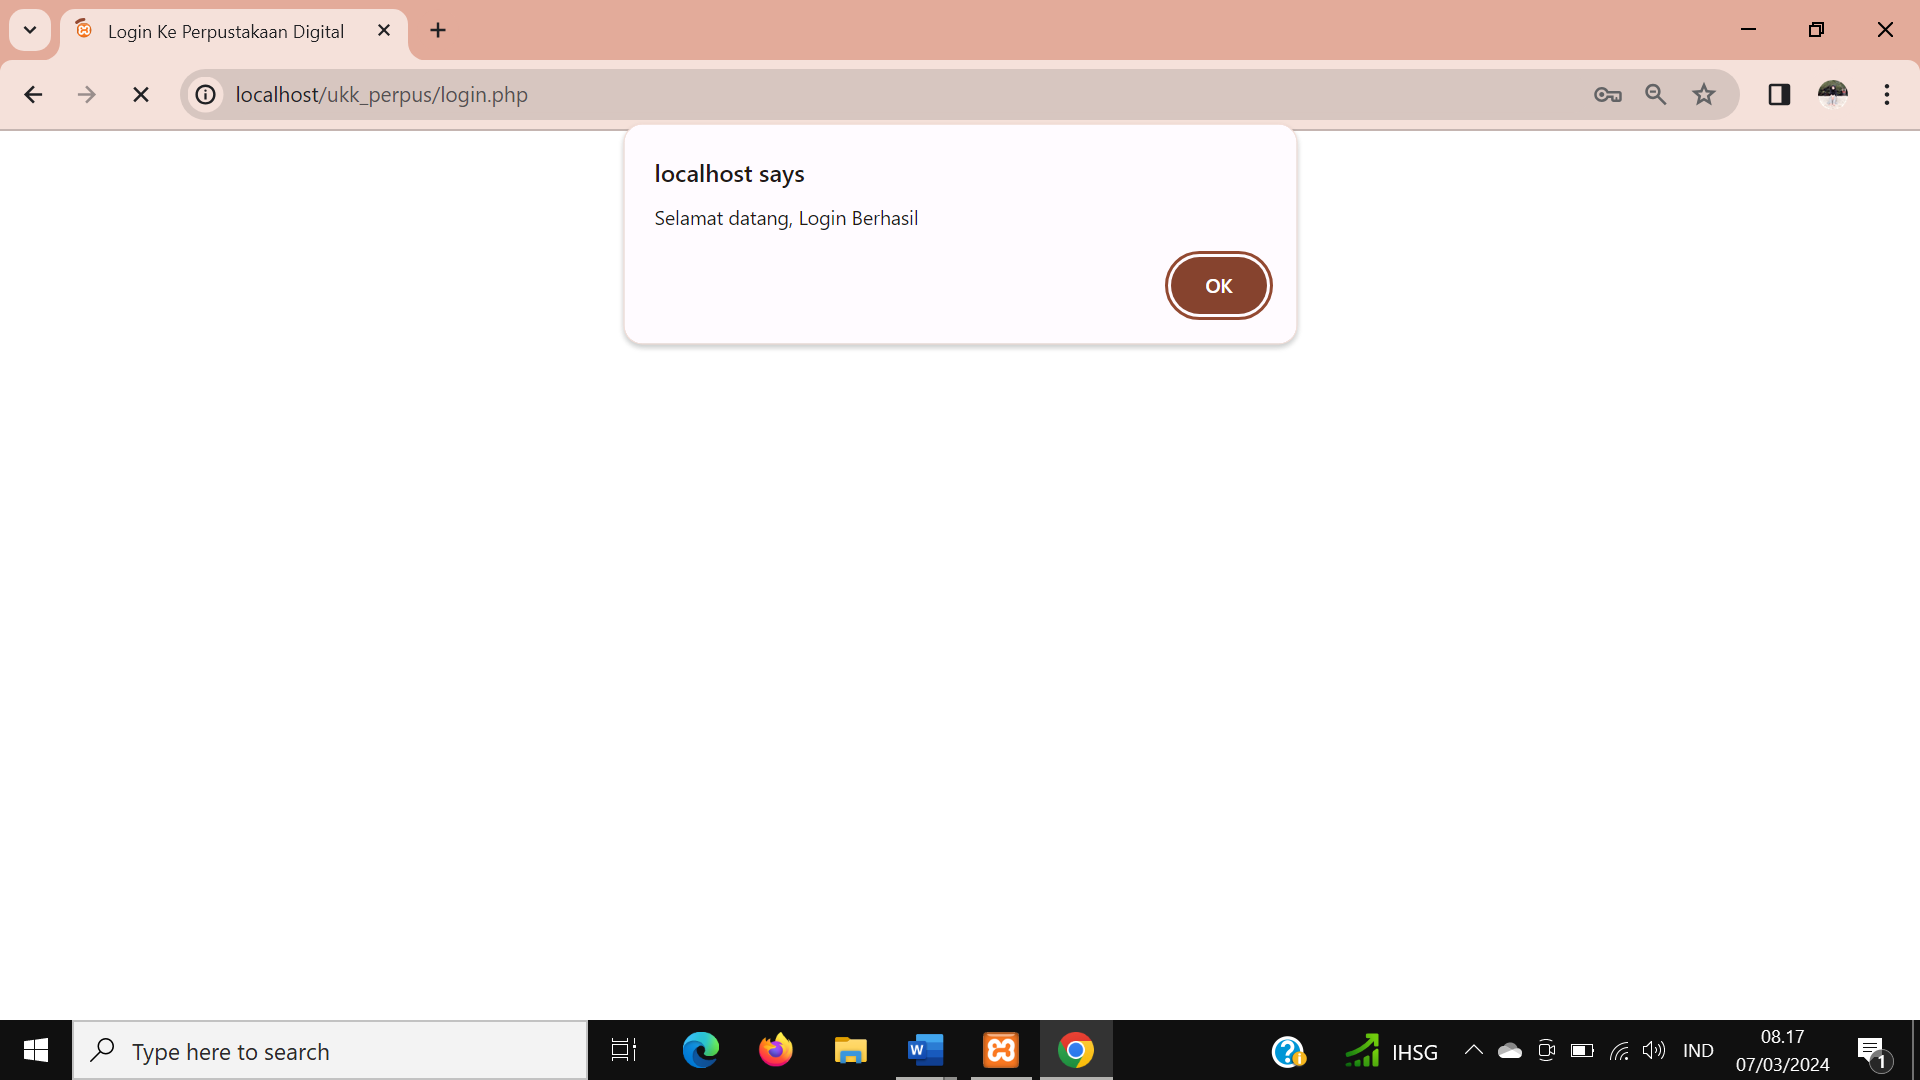 Login Ke Perpustakaan Digital
localhost/ukk_perpus/login.php
localhost says
Selamat datang, Login Berhasil
OK
Type here to search
W
IHSG
IND
08.17
07/03/2024
1